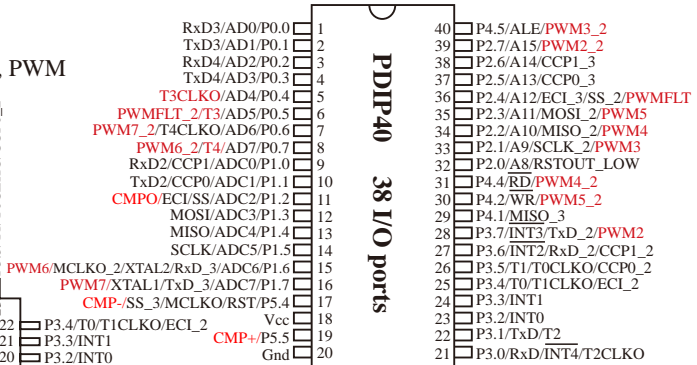 , PWM
RxD3/AD0/P0.0 1
TxD3/AD1/P0.1 2
RxD4/AD2/P0.2 3
TxD4/AD3/P0.3 4
T3CLKO/AD4/P0.4 5
PWMFLT_2/T3/AD5/P0.5 6
PWM7_2/T4CLKO/AD6/P0.6 7
PWM6_2/T4/AD7/P0.7 8
RxD2/CCP1/ADC0/P1.0 9
TxD2/CCP0/ADC1/P1.1 10
CMPO/ECI/SS/ADC2/P1.2 11
MOSI/ADC3/P1.3 12
MISO/ADC4/P1.4 13
SCLK/ADC5/P1.5 14
PWM6/MCLKO_2/XTAL2/RxD_3/ADC6/P1.6 15
PWM7/XTAL1/TxD_3/ADC7/P1.7 16
CMP-/SS_3/MCLKO/RST/P5.4 17
Vcc 18
CMP+/P5.5 19
Gnd 20
PDIP40 38 I/O ports
40 P4.5/ALE/PWM3_2
39 P2.7/A15/PWM2_2
38 P2.6/A14/CCP1_3
37 P2.5/A13/CCP0_3
36 P2.4/A12/ECI_3/SS_2/PWMFLT
35 P2.3/A11/MOSI_2/PWM5
34 P2.2/A10/MISO_2/PWM4
33 P2.1/A9/SCLK_2/PWM3
32 P2.0/A8/RSTOUT_LOW
31 P4.4/RD/PWM4_2
30 P4.2/WR/PWM5_2
29 P4.1/MISO_3
28 P3.7/INT3/TxD_2/PWM2
27 P3.6/INT2/RxD_2/CCP1_2
26 P3.5/T1/T0CLKO/CCP0_2
25 P3.4/T0/T1CLKO/ECI_2
24 P3.3/INT1
23 P3.2/INT0
22 P3.1/TxD/T2
21 P3.0/RxD/INT4/T2CLKO
22 P3.4/T0/T1CLKO/ECI_2
21 P3.3/INT1
20 P3.2/INT0